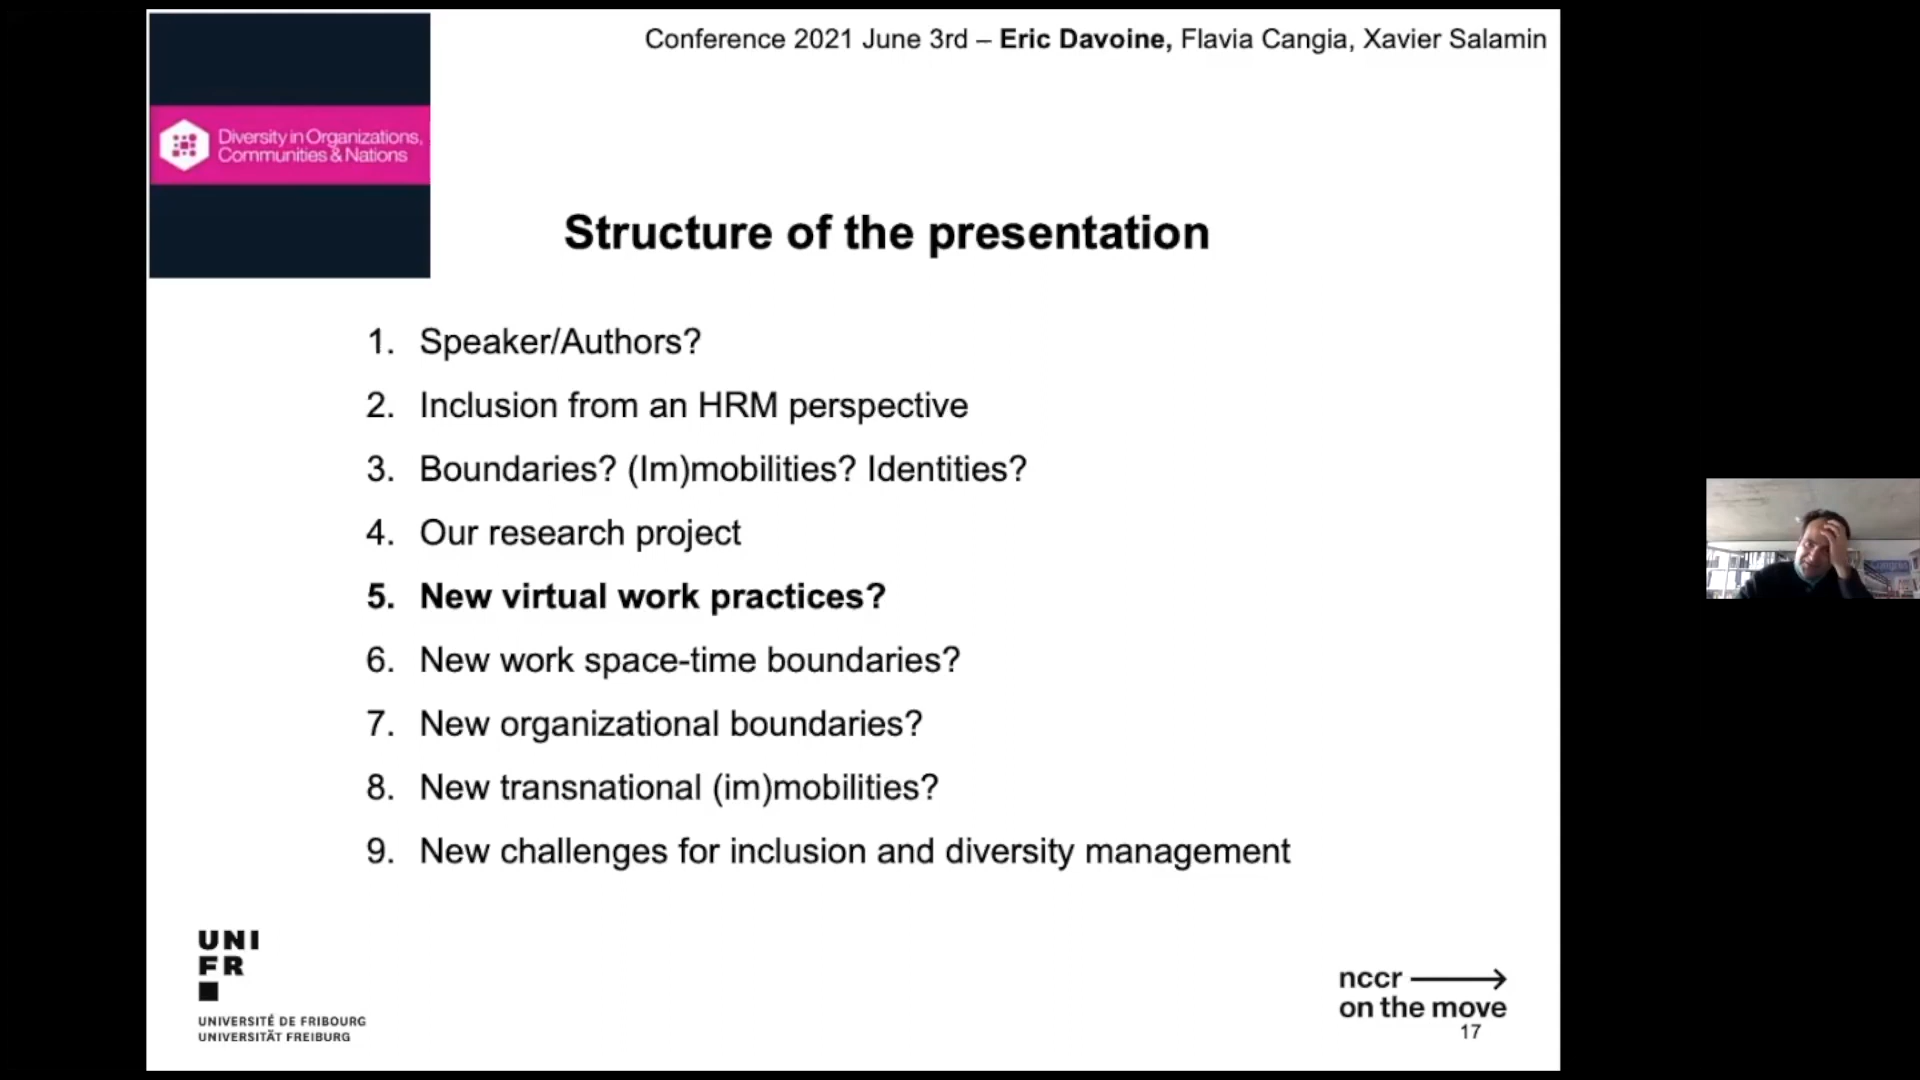 Conference 2021 June 3rd – Eric Davoine, Flavia Cangia, Xavier Salamin
Diversity in Organizations,
Communities & Nations
Structure of the presentation
1. Speaker/Authors?
2. Inclusion from an HRM perspective
3. Boundaries? (Im)mobilities? Identities?
4. Our research project
5. New virtual work practices?
6. New work space-time boundaries?
7. New organizational boundaries?
8. New transnational (im)mobilities?
9. New challenges for inclusion and diversity management
UNI
FR
UNIVERSITÉ DE FRIBOURG
UNIVERSITÄT FREIBURG
nccr
on the move
17